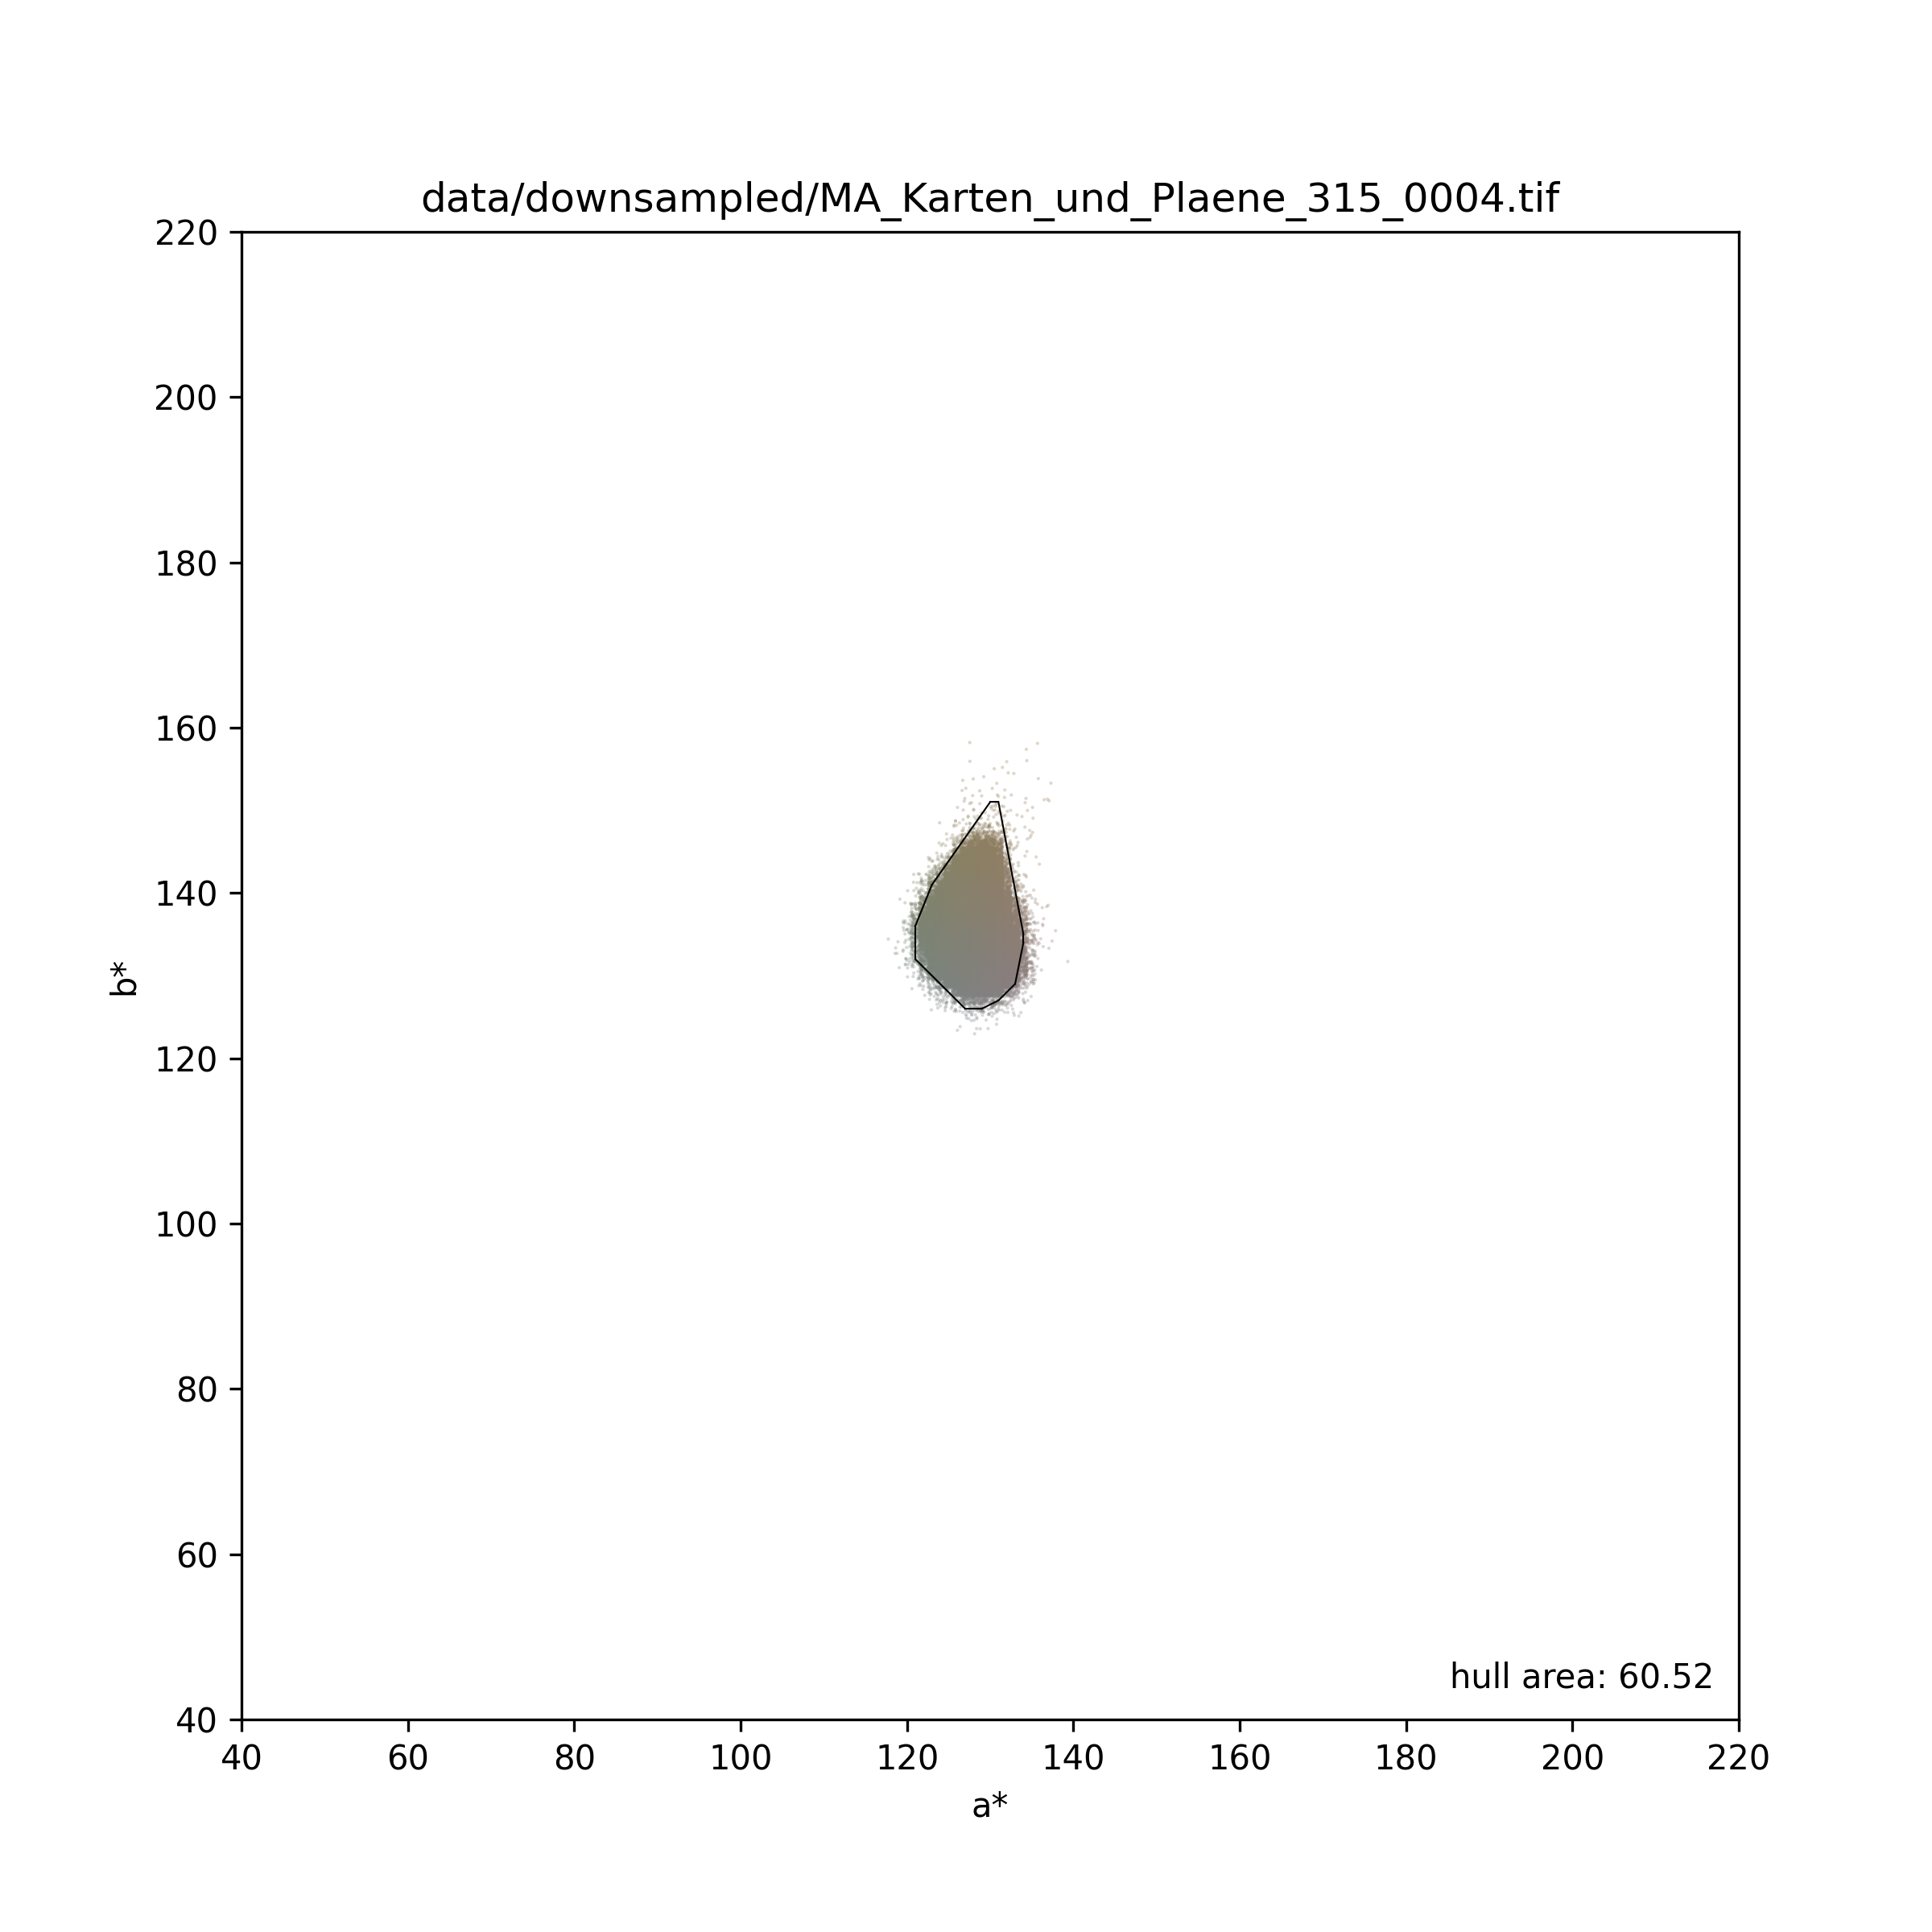 data/downsampled/MA_Karten_und_Plaene_315_0004.tif
220
200
180
160
140
120
100
80
60
40
b*
hull area: 60.52
40 60 80 100 120 140 160 180 200 220
a*